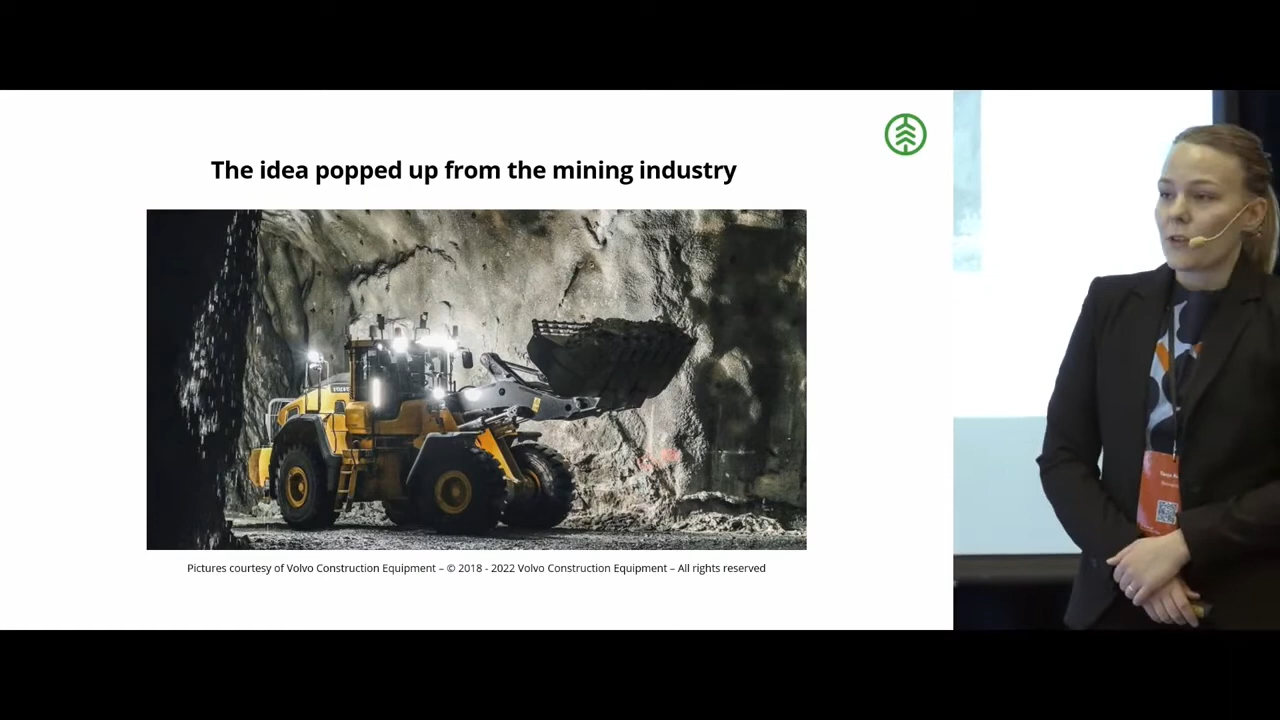 The idea popped up from the mining industry
Pictures courtesy of Volvo Construction Equipment – © 2018 - 2022 Volvo Construction Equipment – All rights reserved